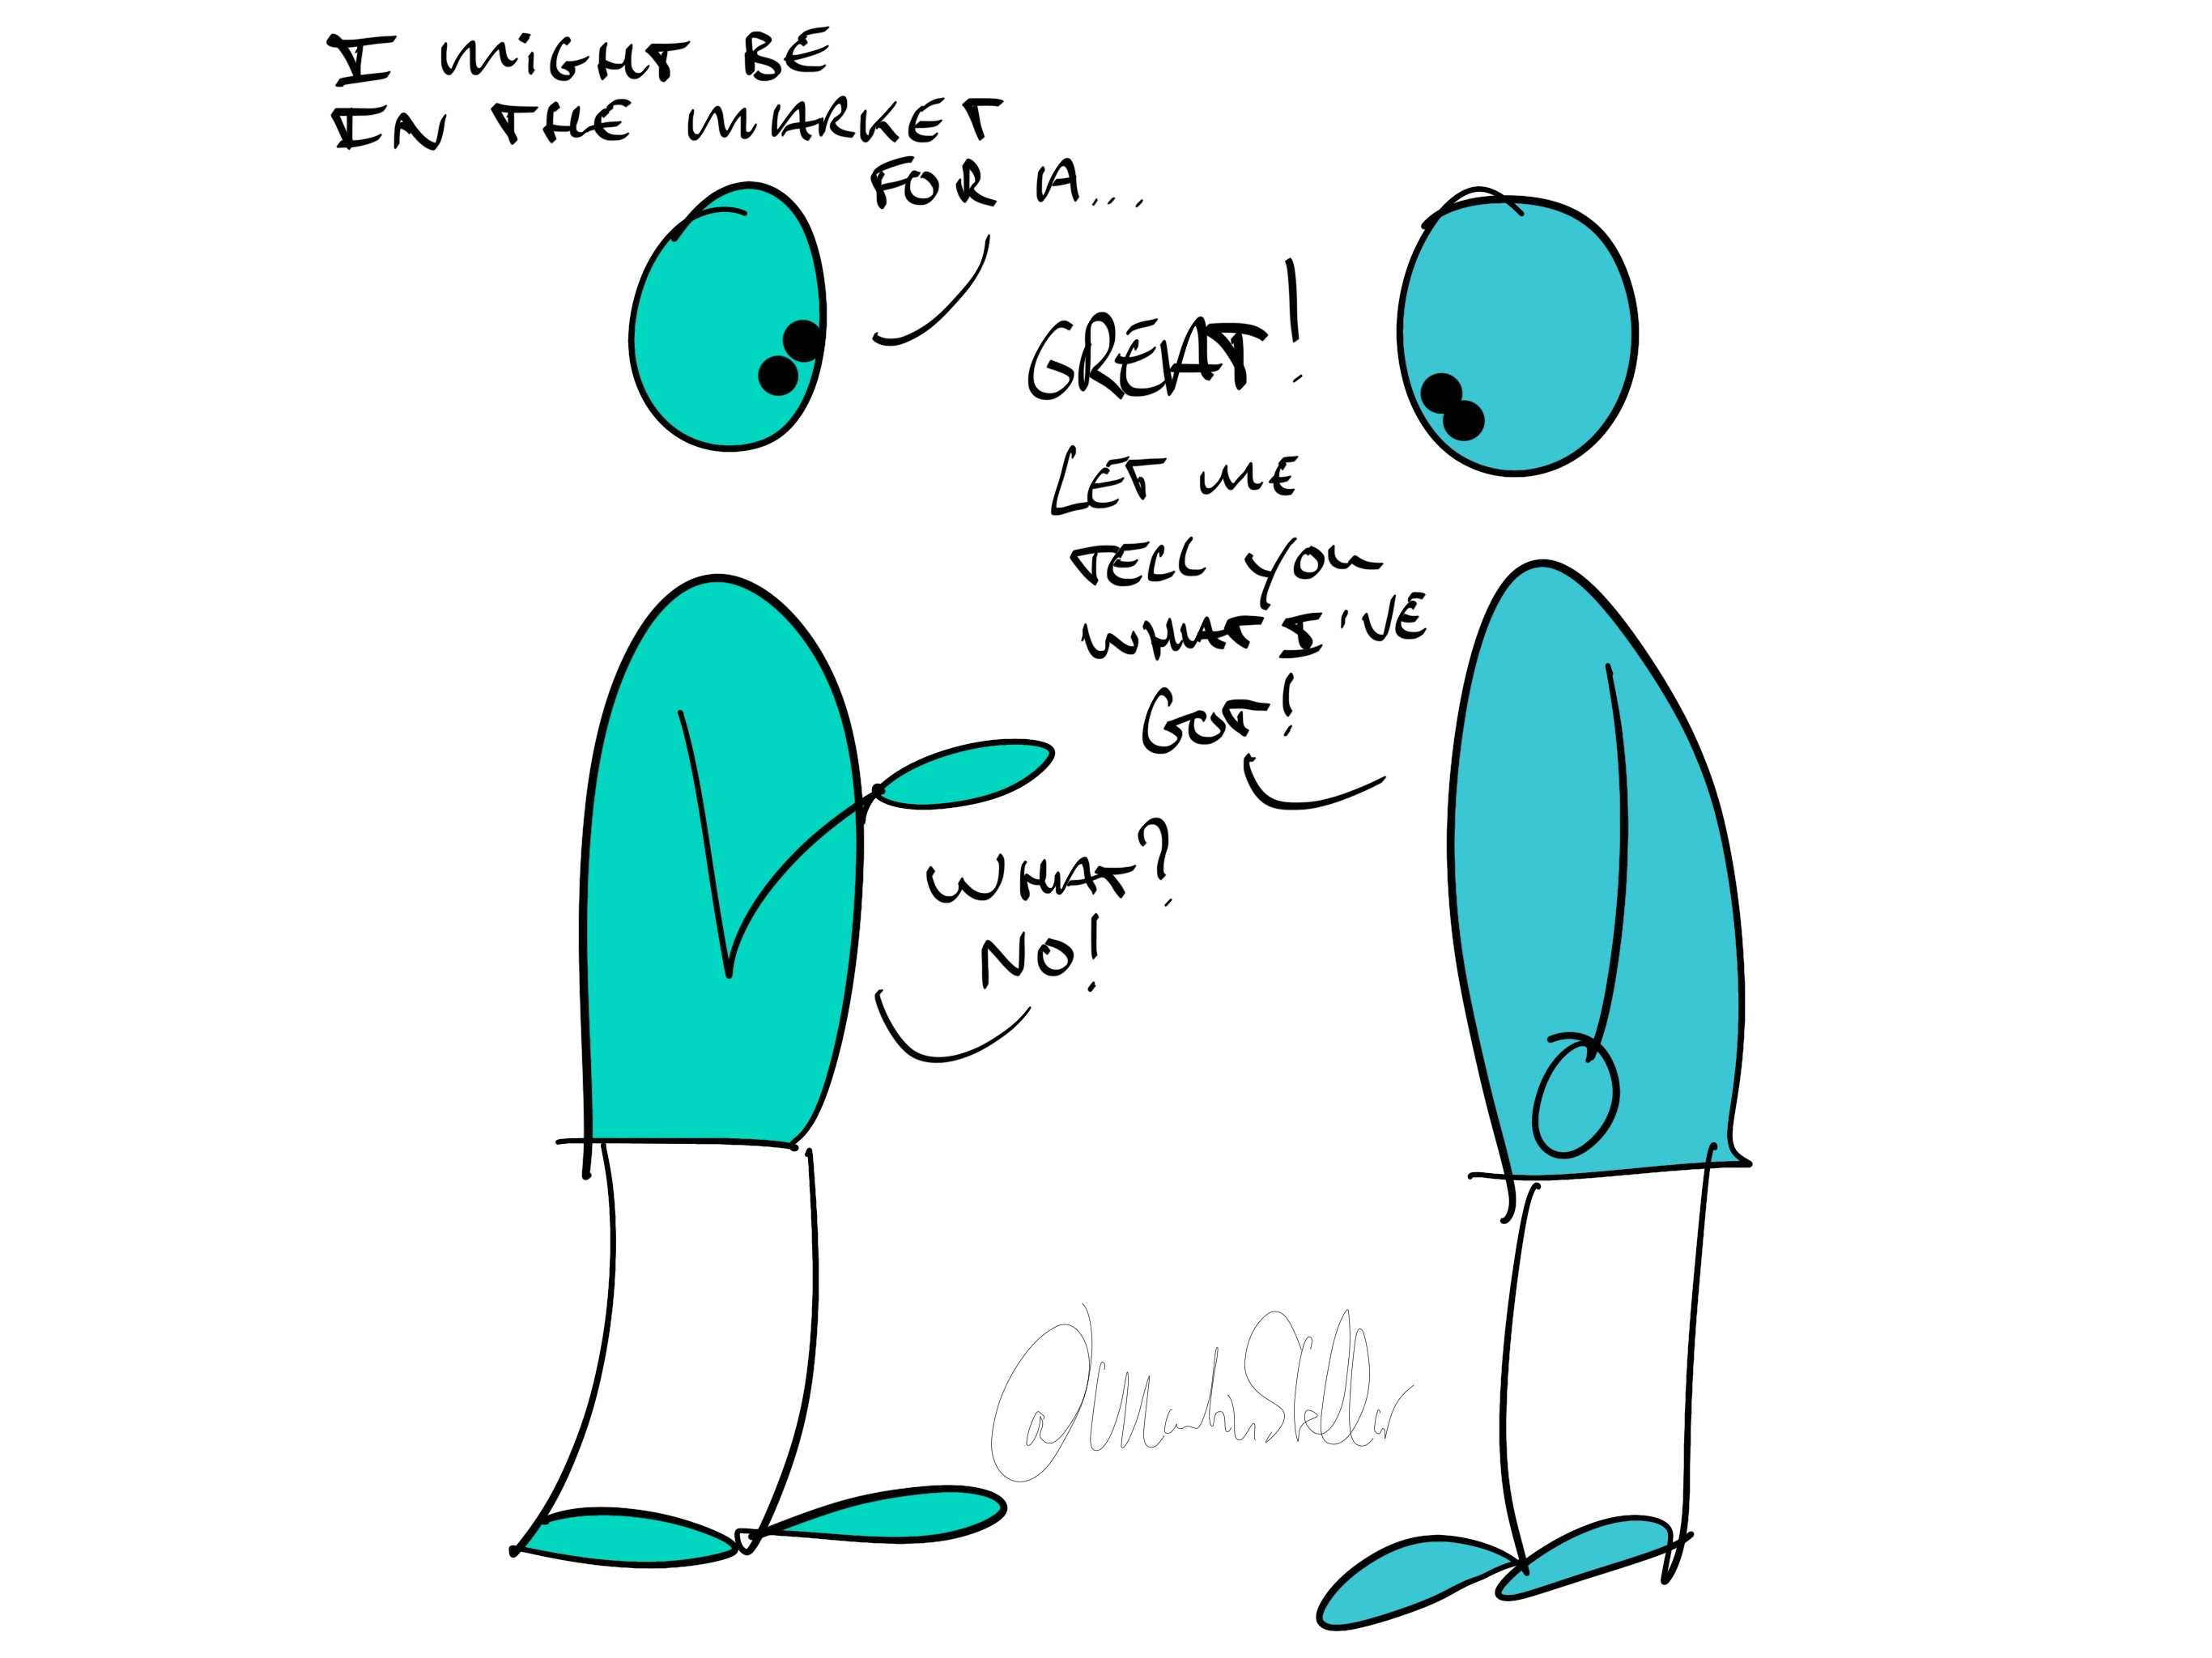 I MIGHT BE
IN THE MARKET
FOR A...
GREAT!
LET ME
TELL YOU
WHAT I'VE
GOT!
WHAT?
NO!